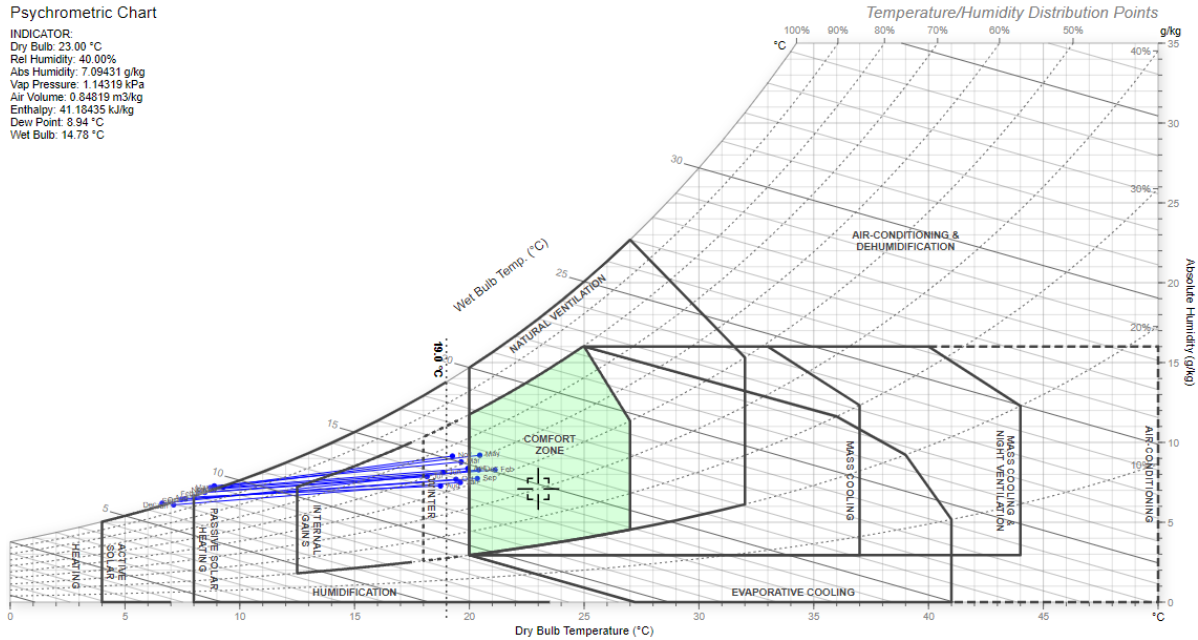 Psychrometric Chart
Temperature/Humidity Distribution Points
INDICATOR:
Dry Bulb: 23.00 °C
Rel Humidity: 40.00%
Abs Humidity: 7.09431 g/kg
Vap Pressure: 1.14319 kPa
Air Volume: 0.84819 m3/kg
Enthalpy: 41.18435 kJ/kg
Dew Point: 8.94 °C
Wet Bulb: 14.78 °C
°C 100% 90% 80% 70% 60% 50% g/kg
35
40%
30
30
30%
25
AIR-CONDITIONING &
DEHUMIDIFICATION
Wet Bulb Temp. (°C)
25
NATURAL VENTILATION
20
20%
Absolute Humidity (g/kg)
19.0 °C
20
15
15
COMFORT
ZONE
May
Feb
Sep
10
10
10%
5
5
HEATING
ACTIVE
SOLAR
PASSIVE SOLAR
HEATING
INTERNAL
GAINS
MASS COOLING
MASS COOLING &
NIGHT VENTILATION
AIR-CONDITIONING
HUMIDIFICATION
EVAPORATIVE COOLING
0
0 5 10 15 20 25 30 35 40 45 °C
Dry Bulb Temperature (°C)